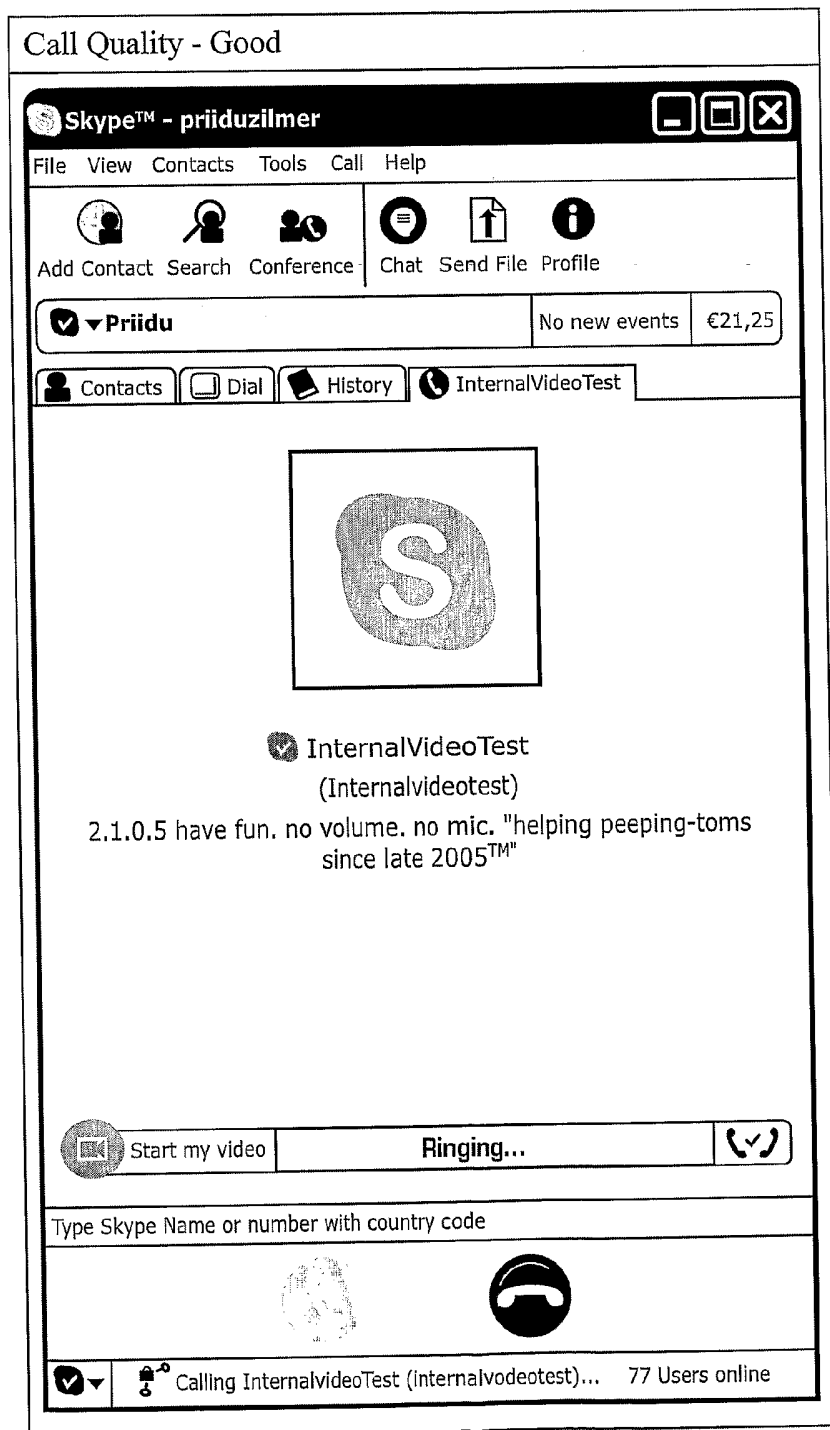 Call Quality - Good
Skype™ - priiduzilmer
File View Contacts Tools Call Help
Add Contact Search Conference Chat Send File Profile
Priidu No new events €21,25
Contacts Dial History InternalVideoTest
S
InternalVideoTest
(Internalvideotest)
2.1.0.5 have fun. no volume. no mic. "helping peeping-toms
since late 2005™"
Start my video Ringing...
Type Skype Name or number with country code
Calling InternalvideoTest (internalvodeotest)... 77 Users online